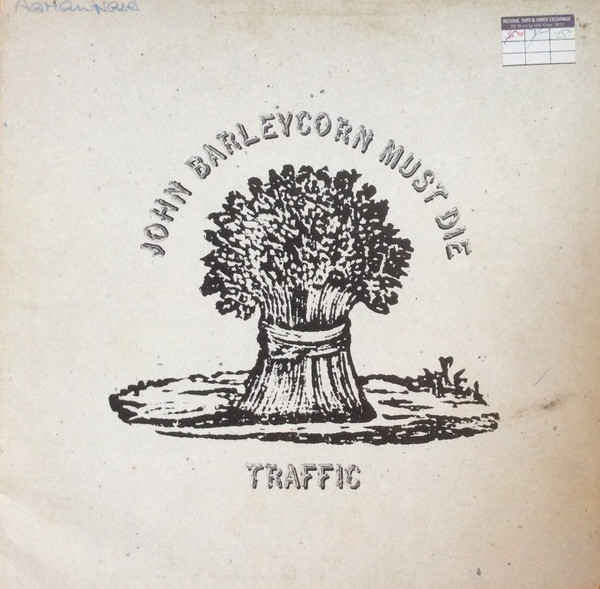 RECORD, TAPE & VIDEO EXCHANGE
JOHN BARLEYCORN MUST DIE
TRAFFIC